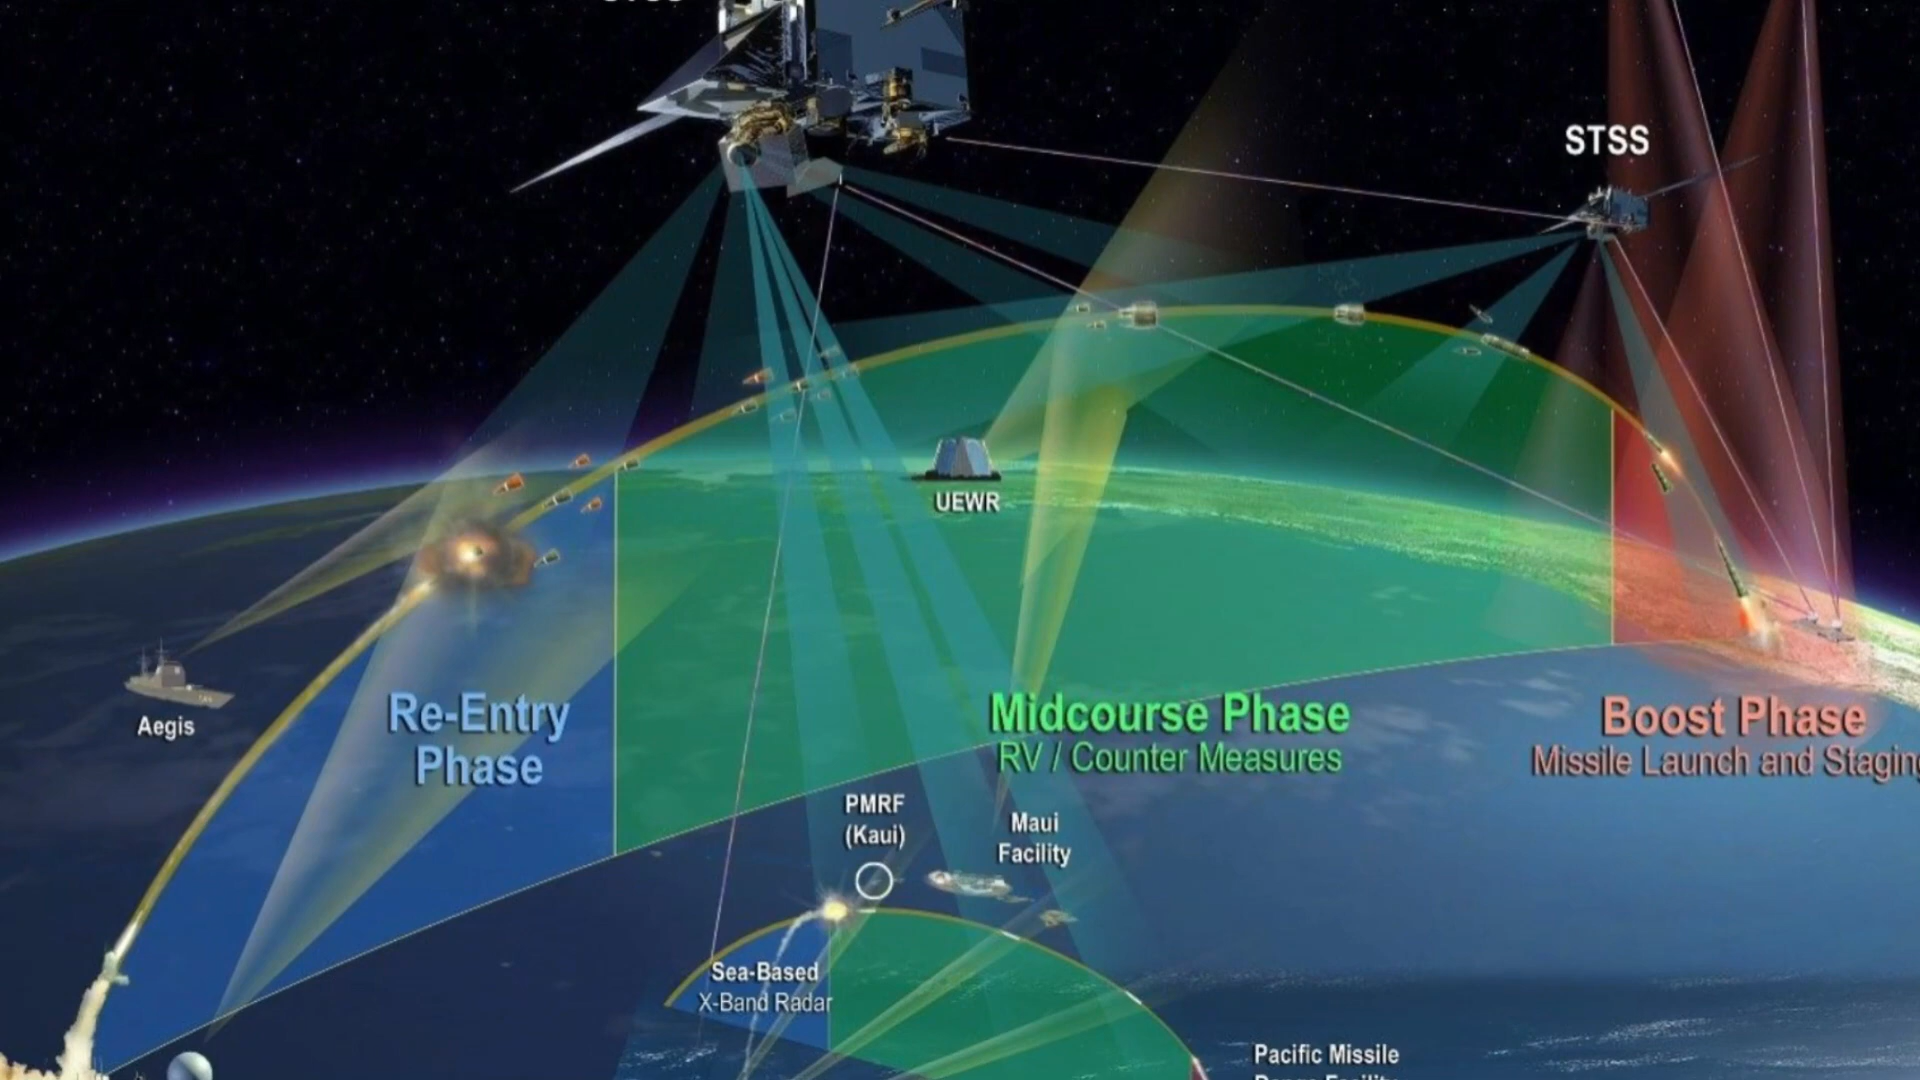 STSS
UEWR
Aegis
Re-Entry
Phase
Midcourse Phase
RV / Counter Measures
Boost Phase
Missile Launch and Staging
PMRF
(Kaui)
Maui
Facility
Sea-Based
X-Band Radar
Pacific Missile